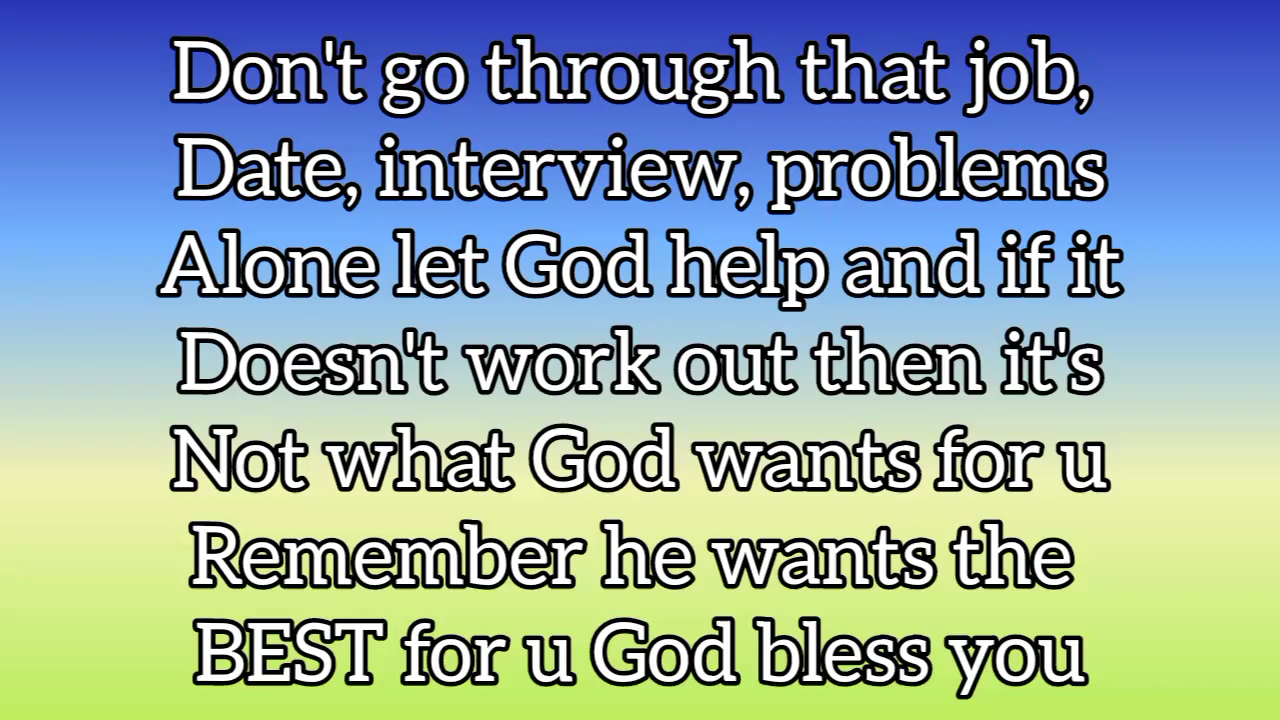 Don't go through that job,
Date, interview, problems
Alone let God help and if it
Doesn't work out then it's
Not what God wants for u
Remember he wants the
BEST for u God bless you